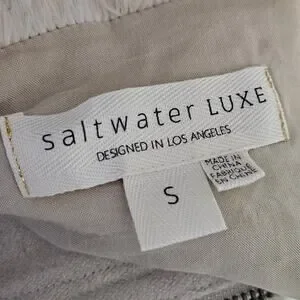 saltwater LUXE
DESIGNED IN LOS ANGELES
S
MADE IN
CHINA
FABRIQUE
EN CHINE